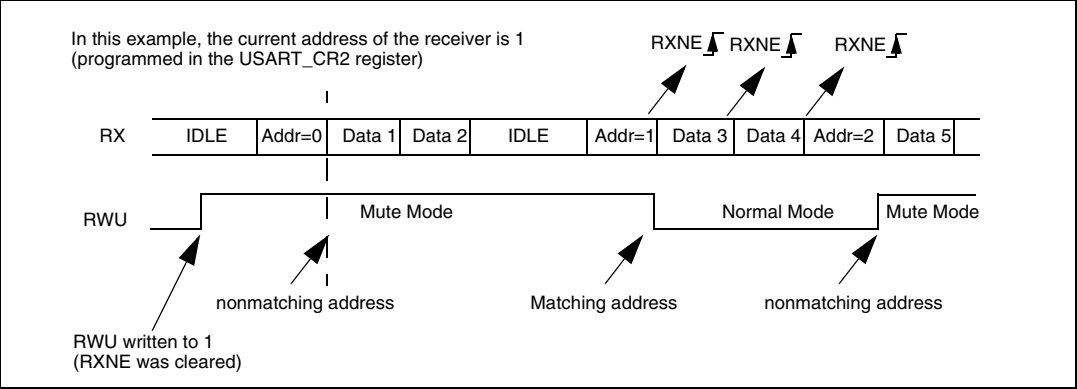 In this example, the current address of the receiver is 1
(programmed in the USART_CR2 register)
RXNE RXNE RXNE
RX IDLE Addr=0 Data 1 Data 2 IDLE Addr=1 Data 3 Data 4 Addr=2 Data 5
RWU Mute Mode Normal Mode Mute Mode
nonmatching address Matching address nonmatching address
RWU written to 1
(RXNE was cleared)